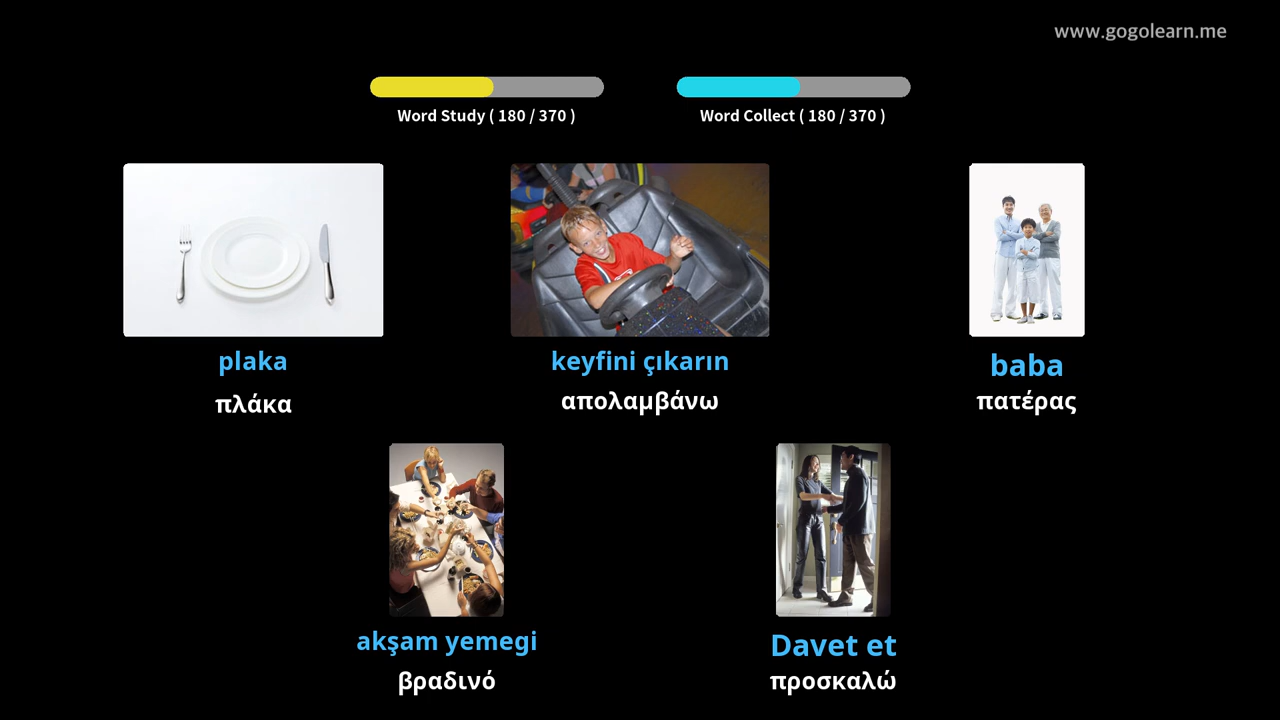 www.gogolearn.me
Word Study ( 180 / 370 )
Word Collect ( 180 / 370 )
plaka
πλάκα
keyfini çıkarın
απολαμβάνω
baba
πατέρας
akşam yemegi
βραδινό
Davet et
προσκαλώ